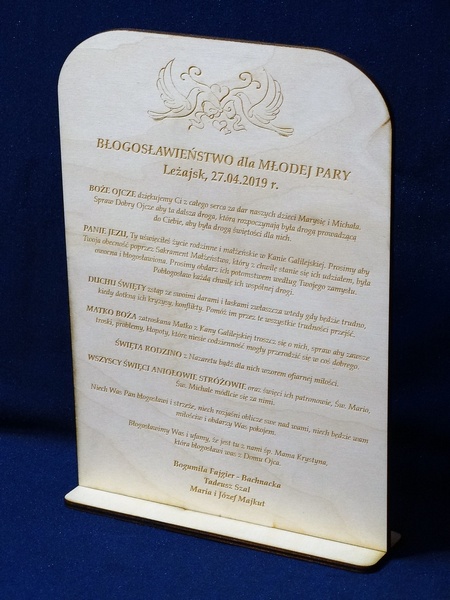 BŁOGOSŁAWIEŃSTWO dla MŁODEJ PARY
Leżajsk, 27.04.2019 r.
BOŻE OJCZE dziękujemy Ci z całego serca za dar naszych dzieci Marysię i Michała.
Spraw Dobry Ojcze aby ta dalsza droga, którą rozpoczynają była drogą prowadzącą
do Ciebie, aby była drogą świętości dla nich.
PANIE JEZU, Ty uświęciłeś życie rodzinne i małżeńskie w Kanie Galilejskiej. Prosimy aby
Twoja obecność poprzez Sakrament Małżeństwa, który z chwilę stanie się ich udziałem, była
owocna i błogosławiona. Prosimy obdarz ich potomstwem według Twojego zamysłu.
Pobłogosław każdą chwilę ich wspólnej drogi.
DUCHU ŚWIĘTY zstąp ze swoimi darami i łaskami zwłaszcza wtedy gdy będzie trudno,
kiedy dotkną ich kryzysy, konflikty. Pomóż im przez te wszystkie trudności przejść.
MATKO BOŻA zatroskana Matko z Kany Galilejskiej troszcz się o nich, spraw aby zawsze
troski, problemy, kłopoty, które niesie codzienność mogły przerodzić się w coś dobrego.
ŚWIĘTA RODZINO z Nazaretu bądź dla nich wzorem ofiarnej miłości.
WSZYSCY ŚWIĘCI ANIOŁOWIE STRÓŻOWIE oraz święci ich patronowie, Św. Mario,
Św. Michale módlcie się za nimi.
Niech Was Pan błogosławi i strzeże, niech rozjaśni oblicze swe nad wami, niech będzie wam
miłościw i obdarzy Was pokojem.
Błogosławimy Was i ufamy, że jest tu z nami śp. Mama Krystyna,
która błogosławi was z Domu Ojca.
Bogumiła Fajgier - Bachnacka
Tadeusz Szal
Maria i Józef Majkut